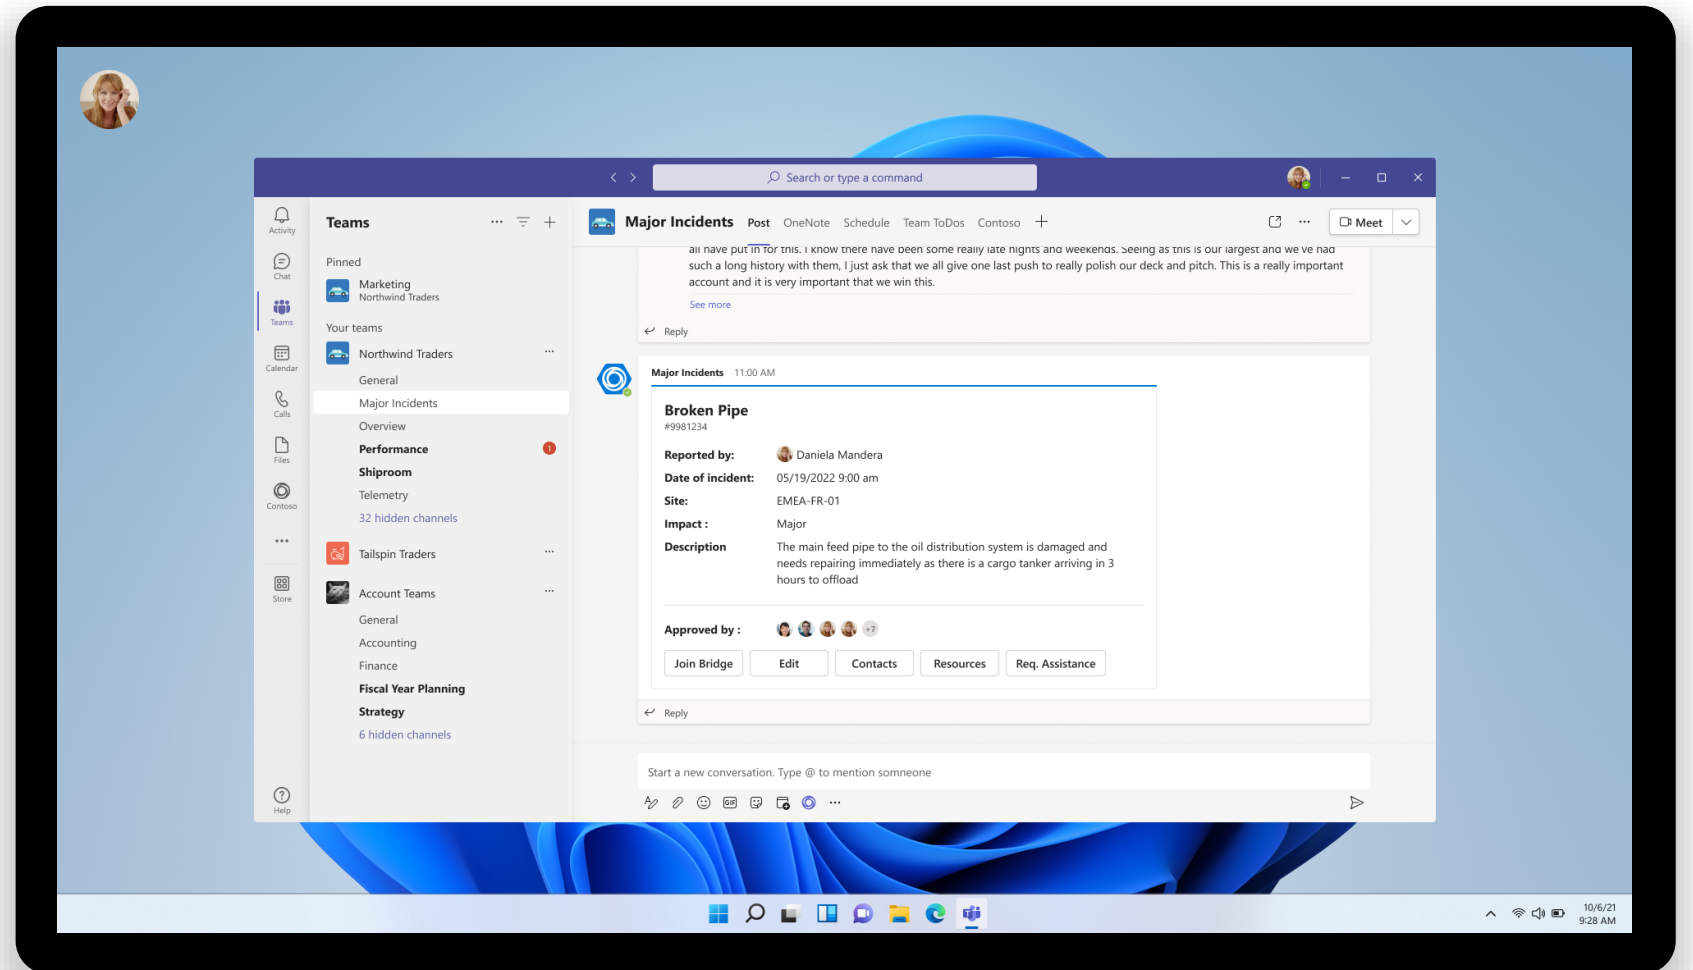 Search or type a command
Activity
Chat
Teams
Calendar
Calls
Files
Contoso
Store
Help
Teams
Pinned
Marketing
Northwind Traders
Your teams
Northwind Traders
General
Major Incidents
Overview
Performance
1
Shiproom
Telemetry
32 hidden channels
Tailspin Traders
Account Teams
General
Accounting
Finance
Fiscal Year Planning
Strategy
6 hidden channels
Major Incidents Post OneNote Schedule Team ToDos Contoso
Meet
all have put in for this. I know there have been some really late nights and weekends. Seeing as this is our largest and we've had
such a long history with them, I just ask that we all give one last push to really polish our deck and pitch. This is a really important
account and it is very important that we win this.
See more
Reply
Major Incidents 11:00 AM
Broken Pipe
#9981234
Reported by: Daniela Mandera
Date of incident: 05/19/2022 9:00 am
Site: EMEA-FR-01
Impact : Major
Description The main feed pipe to the oil distribution system is damaged and
needs repairing immediately as there is a cargo tanker arriving in 3
hours to offload
Approved by : +7
Join Bridge Edit Contacts Resources Req. Assistance
Reply
Start a new conversation. Type @ to mention somneone
GIF
10/6/21
9:28 AM